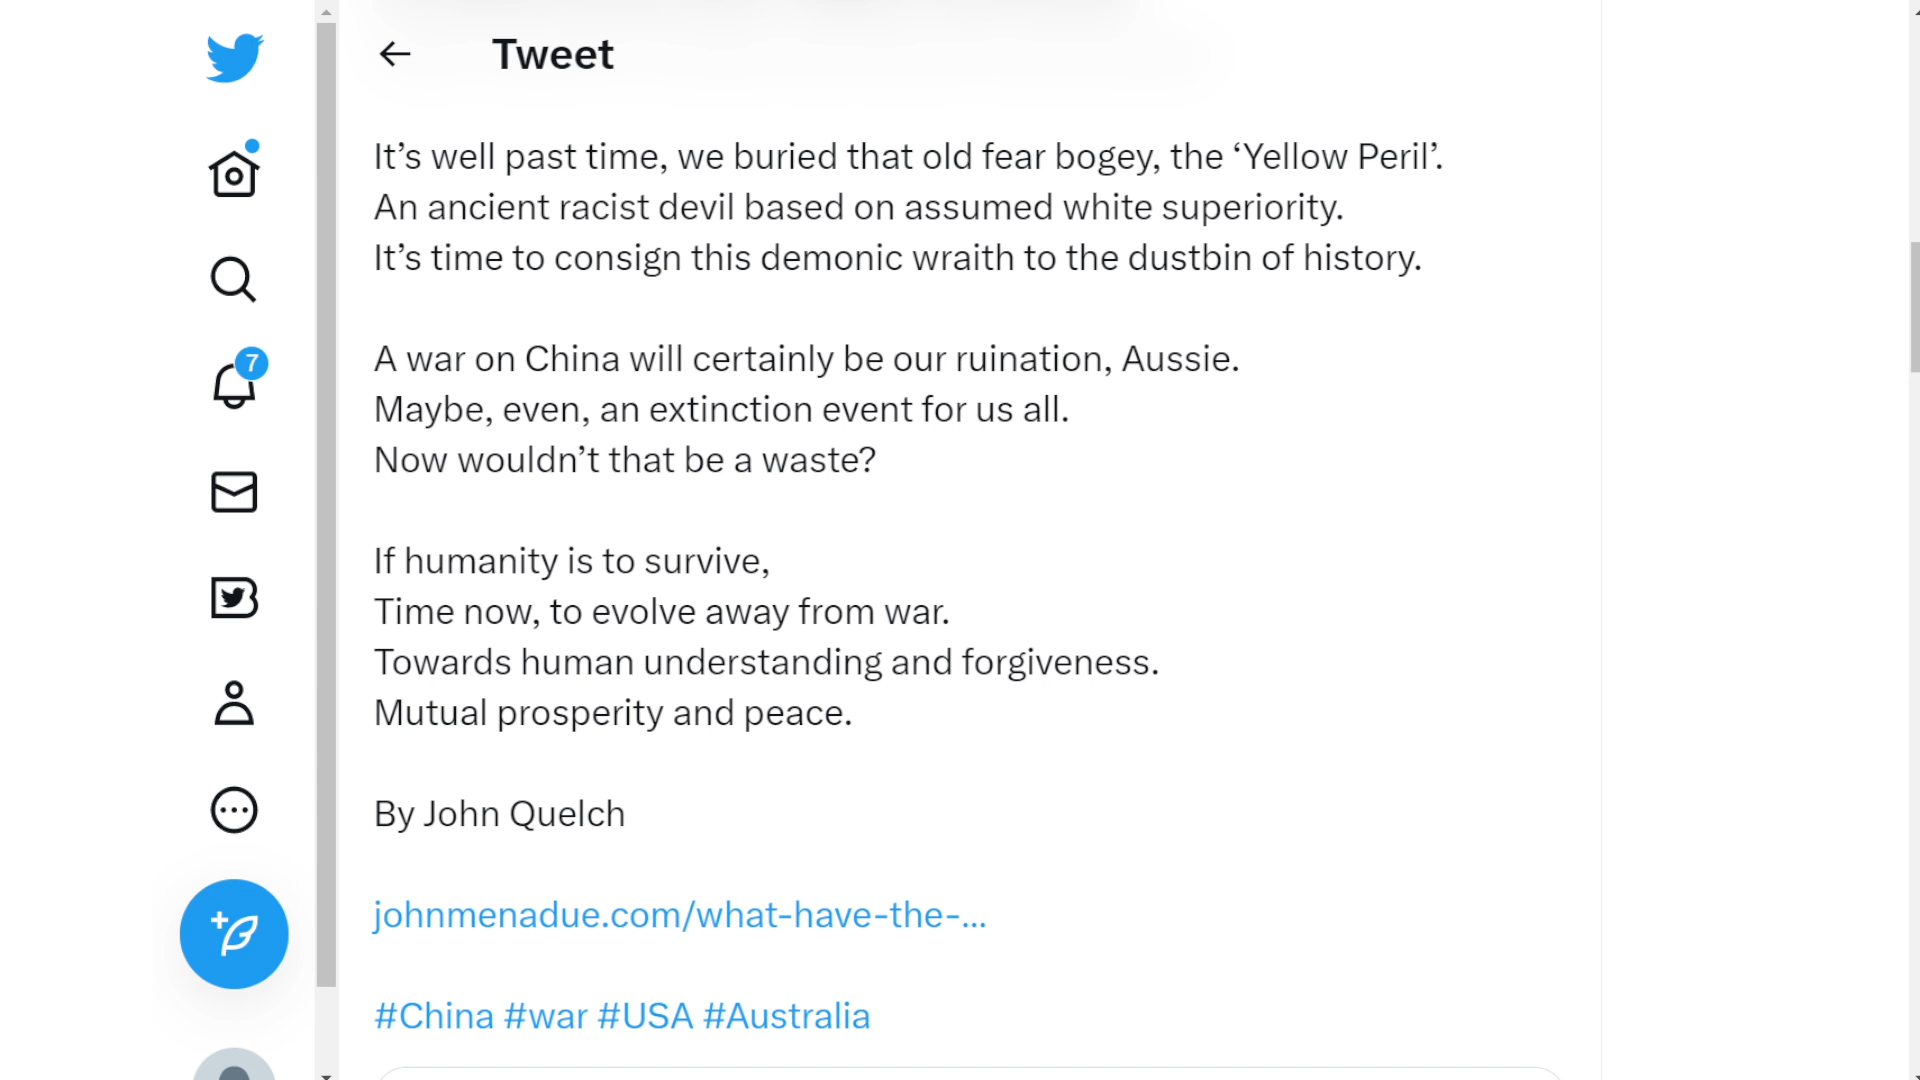 Tweet
It’s well past time, we buried that old fear bogey, the ‘Yellow Peril’.
An ancient racist devil based on assumed white superiority.
It’s time to consign this demonic wraith to the dustbin of history.
A war on China will certainly be our ruination, Aussie.
Maybe, even, an extinction event for us all.
Now wouldn’t that be a waste?
If humanity is to survive,
Time now, to evolve away from war.
Towards human understanding and forgiveness.
Mutual prosperity and peace.
By John Quelch
johnmenadue.com/what-have-the-...
#China #war #USA #Australia
7